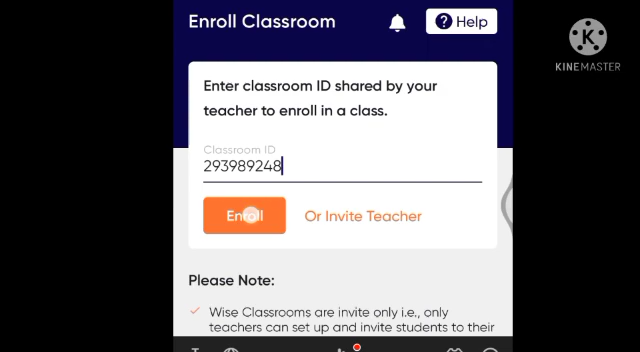 Enroll Classroom
? Help
K
KINEMASTER
Enter classroom ID shared by your
teacher to enroll in a class.
Classroom ID
293989248
Enroll Or Invite Teacher
Please Note:
Wise Classrooms are invite only i.e., only
teachers can set up and invite students to their